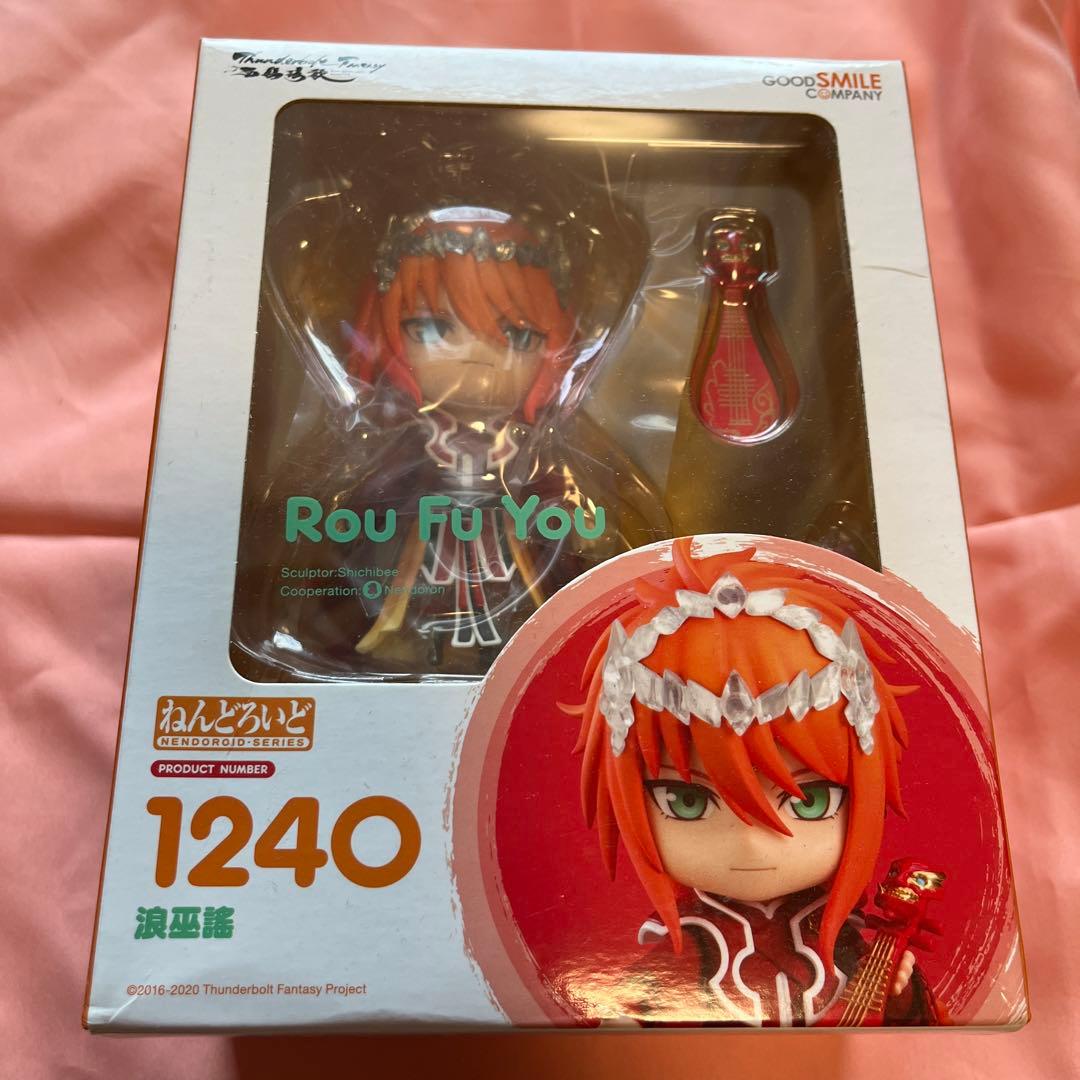 Thunderbolt Fantasy
GOOD SMILE
COMPANY
Rou Fu You
Sculptor:Shichibee
Cooperation: Nendoron
ねんどろいど
NENDOROID-SERIES
PRODUCT NUMBER
1240
浪巫謠
©2016-2020 Thunderbolt Fantasy Project